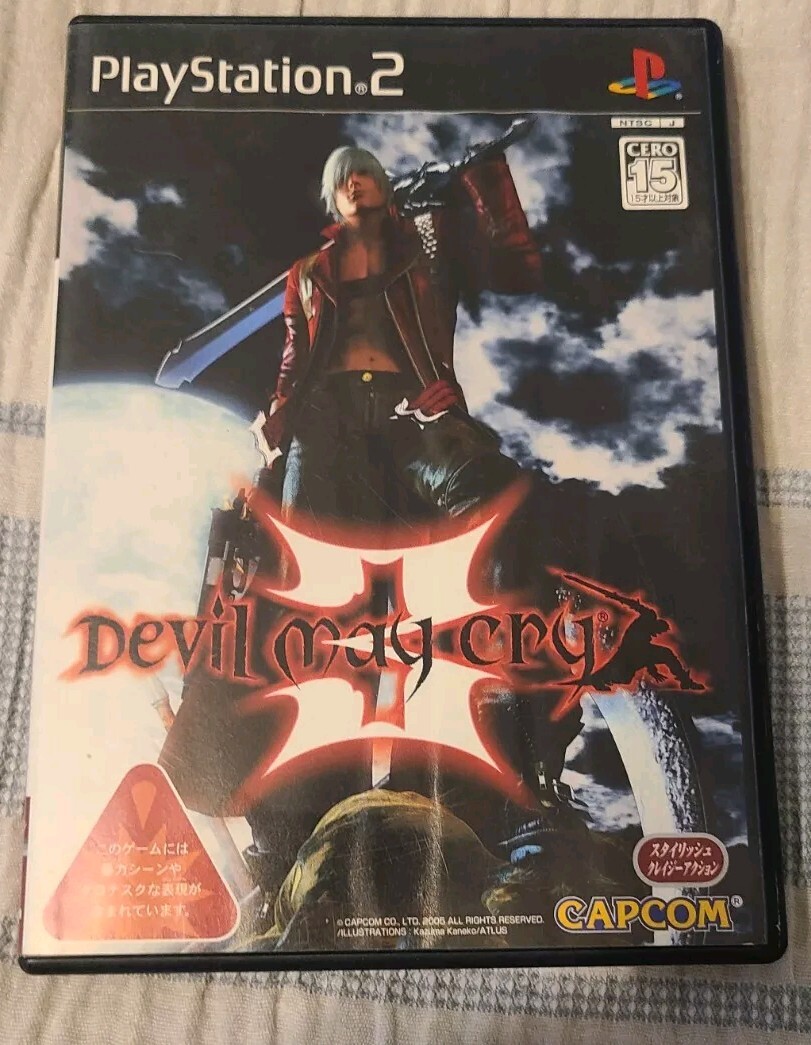 PlayStation®2
NTSC J
CERO
15
15才以上対象
Devil may cry®
3
このゲームには
暴力シーンや
グロテスクな表現が
含まれています。
スタイリッシュ
クレイジーアクション
©CAPCOM CO., LTD. 2005 ALL RIGHTS RESERVED.
/ILLUSTRATIONS : Kazuma Kaneko/ATLUS
CAPCOM®